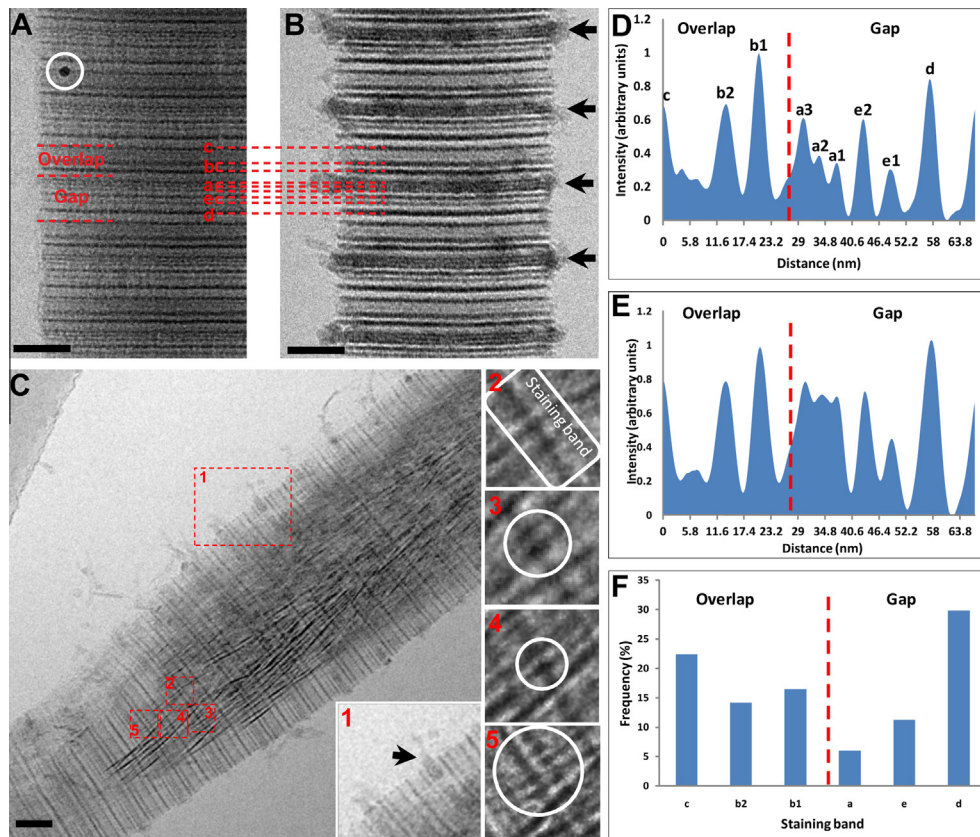 A
Overlap
Gap
c
b
a
e
d
B
C
1
2
3
4
5
1
2
Staining band
3
4
5
D
Overlap
Gap
Intensity (arbitrary units)
1.2
1
0.8
0.6
0.4
0.2
0
c
b2
b1
a3
a2
a1
e2
e1
d
0 5.8 11.6 17.4 23.2 29 34.8 40.6 46.4 52.2 58 63.8
Distance (nm)
E
Overlap
Gap
Intensity (arbitrary units)
1.2
1
0.8
0.6
0.4
0.2
0
0 5.8 11.6 17.4 23.2 29 34.8 40.6 46.4 52.2 58 63.8
Distance (nm)
F
Overlap
Gap
Frequency (%)
35
30
25
20
15
10
5
0
c b2 b1 a e d
Staining band